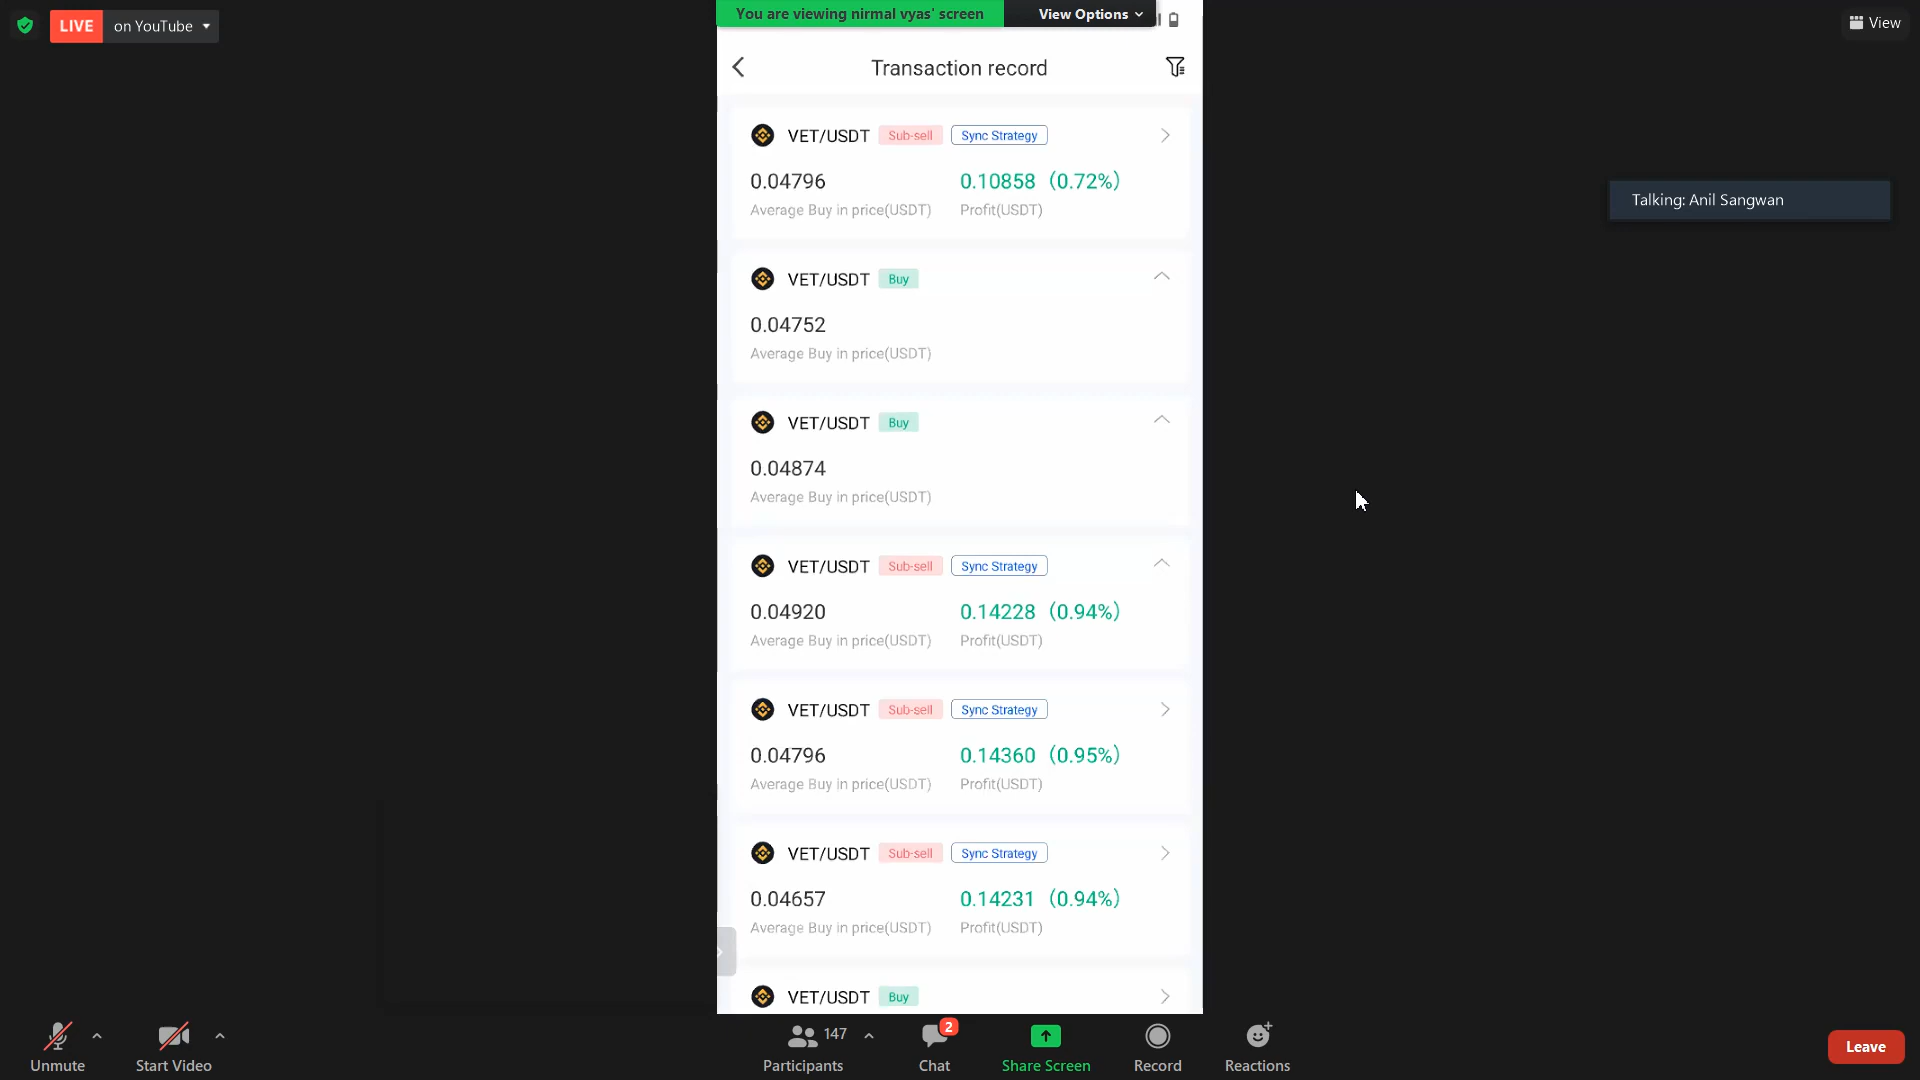 LIVE on YouTube
You are viewing nirmal vyas' screen View Options
View
Transaction record
VET/USDT Sub-sell Sync Strategy
0.04796 0.10858 (0.72%)
Average Buy in price(USDT) Profit(USDT)
Talking: Anil Sangwan
VET/USDT Buy
0.04752
Average Buy in price(USDT)
VET/USDT Buy
0.04874
Average Buy in price(USDT)
VET/USDT Sub-sell Sync Strategy
0.04920 0.14228 (0.94%)
Average Buy in price(USDT) Profit(USDT)
VET/USDT Sub-sell Sync Strategy
0.04796 0.14360 (0.95%)
Average Buy in price(USDT) Profit(USDT)
VET/USDT Sub-sell Sync Strategy
0.04657 0.14231 (0.94%)
Average Buy in price(USDT) Profit(USDT)
VET/USDT Buy
147
2
Unmute Start Video Participants Chat Share Screen Record Reactions Leave